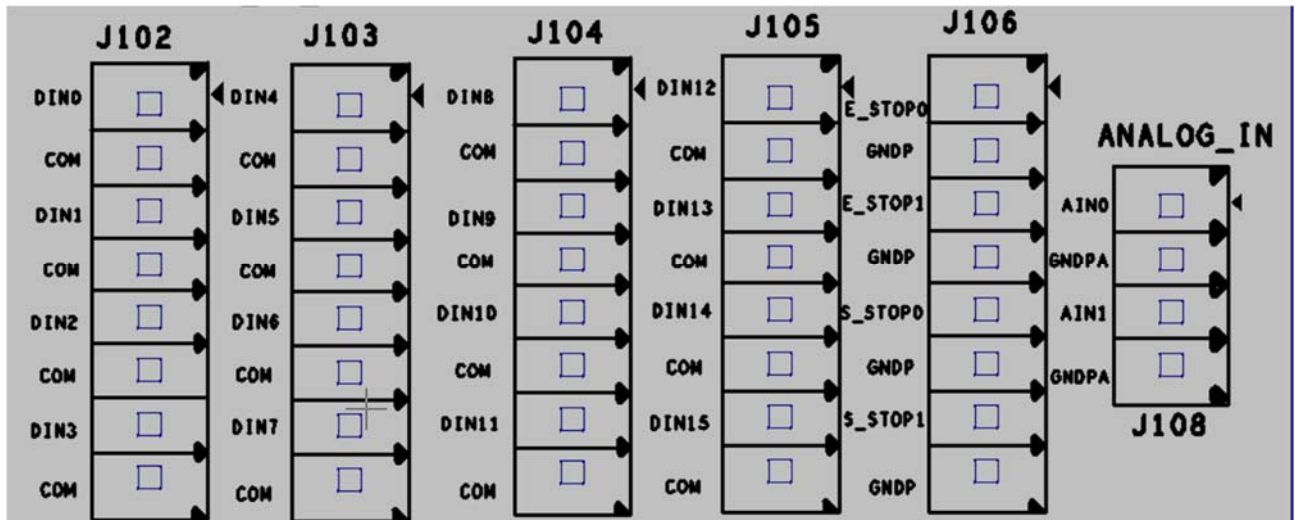 J102
DIN0
COM
DIN1
COM
DIN2
COM
DIN3
COM
J103
DIN4
COM
DIN5
COM
DIN6
COM
DIN7
COM
J104
DIN8
COM
DIN9
COM
DIN10
COM
DIN11
COM
J105
DIN12
COM
DIN13
COM
DIN14
COM
DIN15
COM
J106
E_STOP0
GNDP
E_STOP1
GNDP
S_STOP0
GNDP
S_STOP1
GNDP
ANALOG_IN
AIN0
GNDPA
AIN1
GNDPA
J108